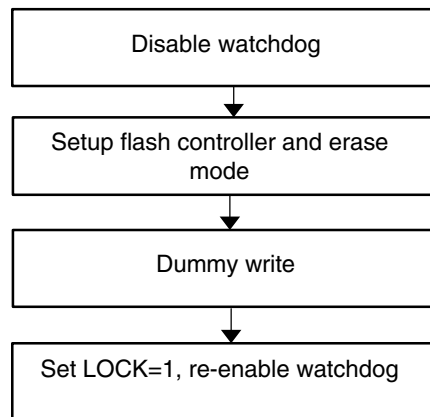 Disable watchdog
Setup flash controller and erase
mode
Dummy write
Set LOCK=1, re-enable watchdog